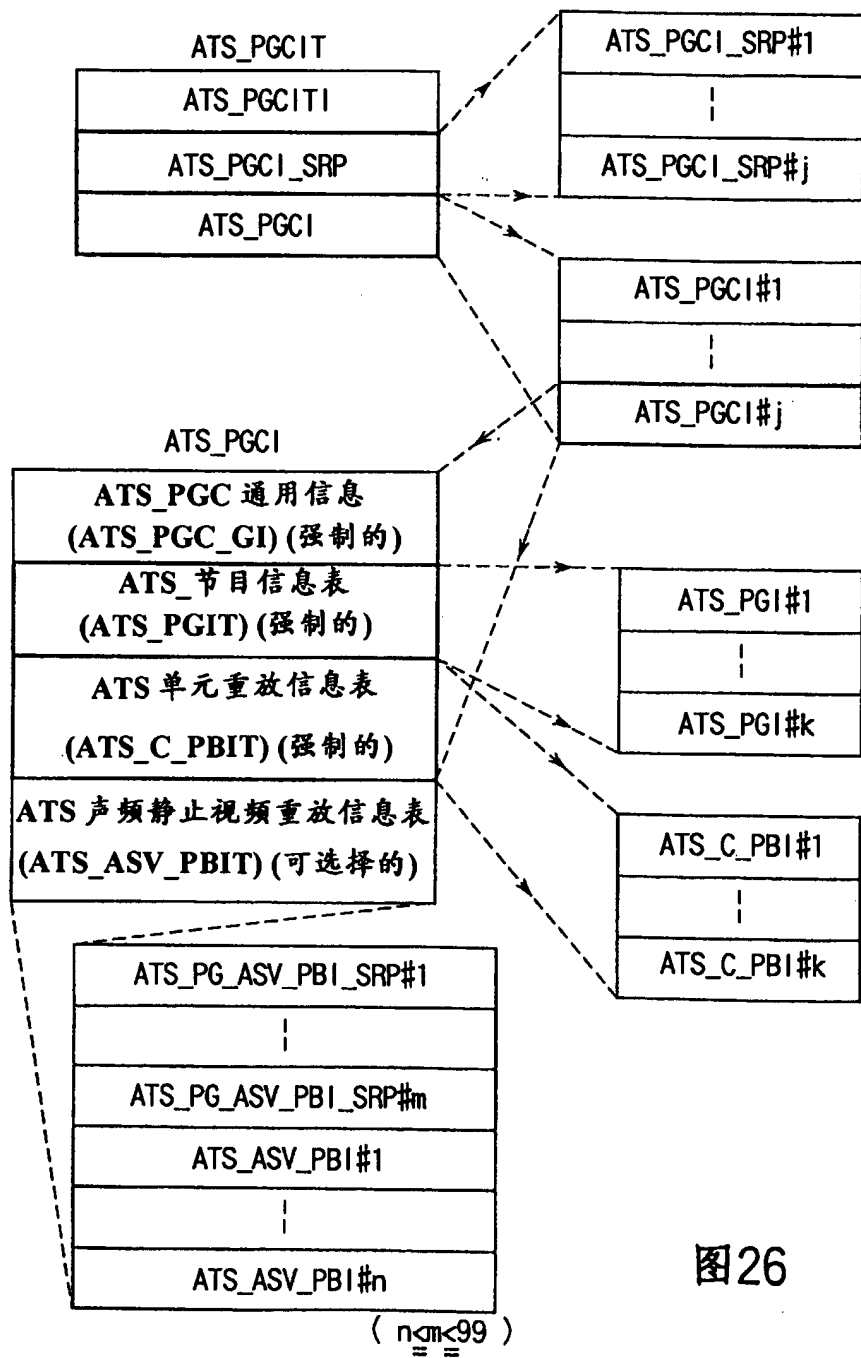 ATS_PGCIT
ATS_PGCITI
ATS_PGCI_SRP
ATS_PGCI
ATS_PGCI_SRP#1
ATS_PGCI_SRP#j
ATS_PGCI#1
ATS_PGCI#j
ATS_PGCI
ATS_PGC 通用信息
(ATS_PGC_GI) (强制的)
ATS_节目信息表
(ATS_PGIT) (强制的)
ATS 单元重放信息表
(ATS_C_PBIT) (强制的)
ATS 声频静止视频重放信息表
(ATS_ASV_PBIT) (可选择的)
ATS_PGI#1
ATS_PGI#k
ATS_C_PBI#1
ATS_C_PBI#k
ATS_PG_ASV_PBI_SRP#1
ATS_PG_ASV_PBI_SRP#m
ATS_ASV_PBI#1
ATS_ASV_PBI#n
( n≦m≦99 )
图26